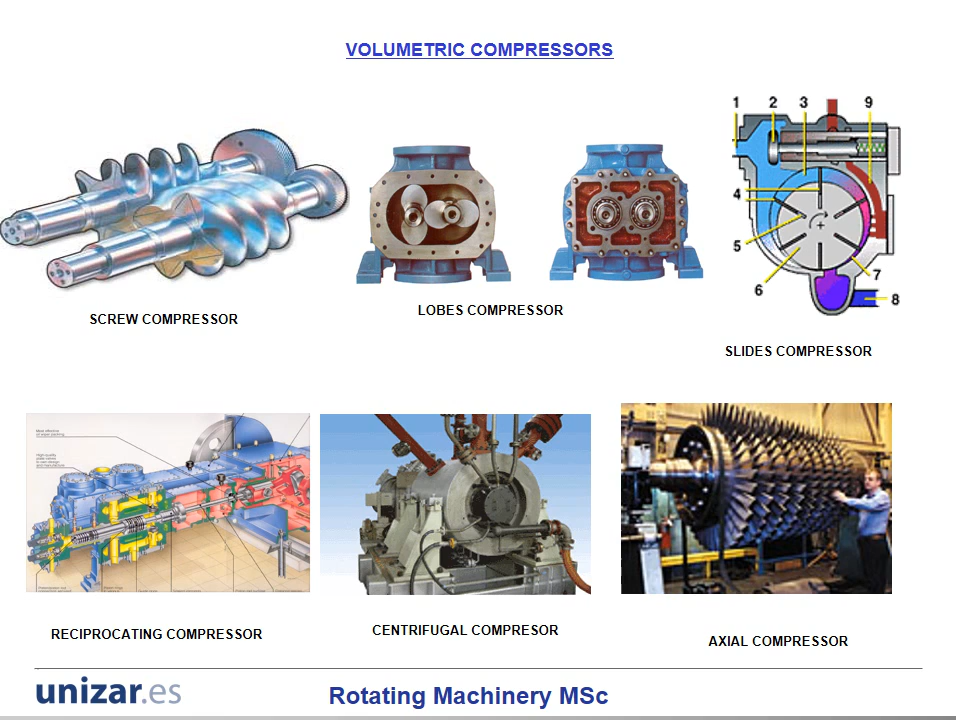 VOLUMETRIC COMPRESSORS
1 2 3 9
4
5
6
7
8
SCREW COMPRESSOR
LOBES COMPRESSOR
SLIDES COMPRESSOR
RECIPROCATING COMPRESSOR
CENTRIFUGAL COMPRESOR
AXIAL COMPRESSOR
unizar.es
Rotating Machinery MSc